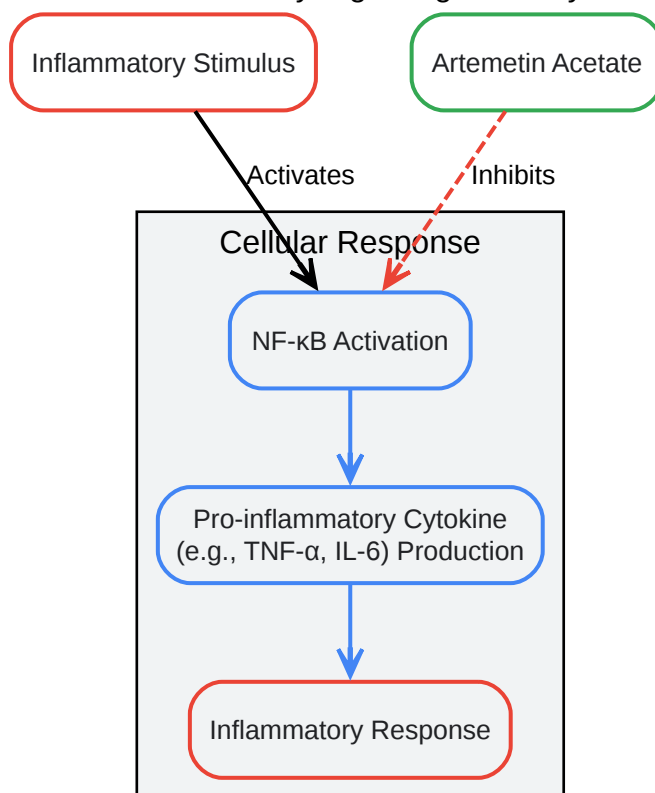 Inflammatory Stimulus
Artemetin Acetate
Activates
Inhibits
Cellular Response
NF-κB Activation
Pro-inflammatory Cytokine
(e.g., TNF-α, IL-6) Production
Inflammatory Response